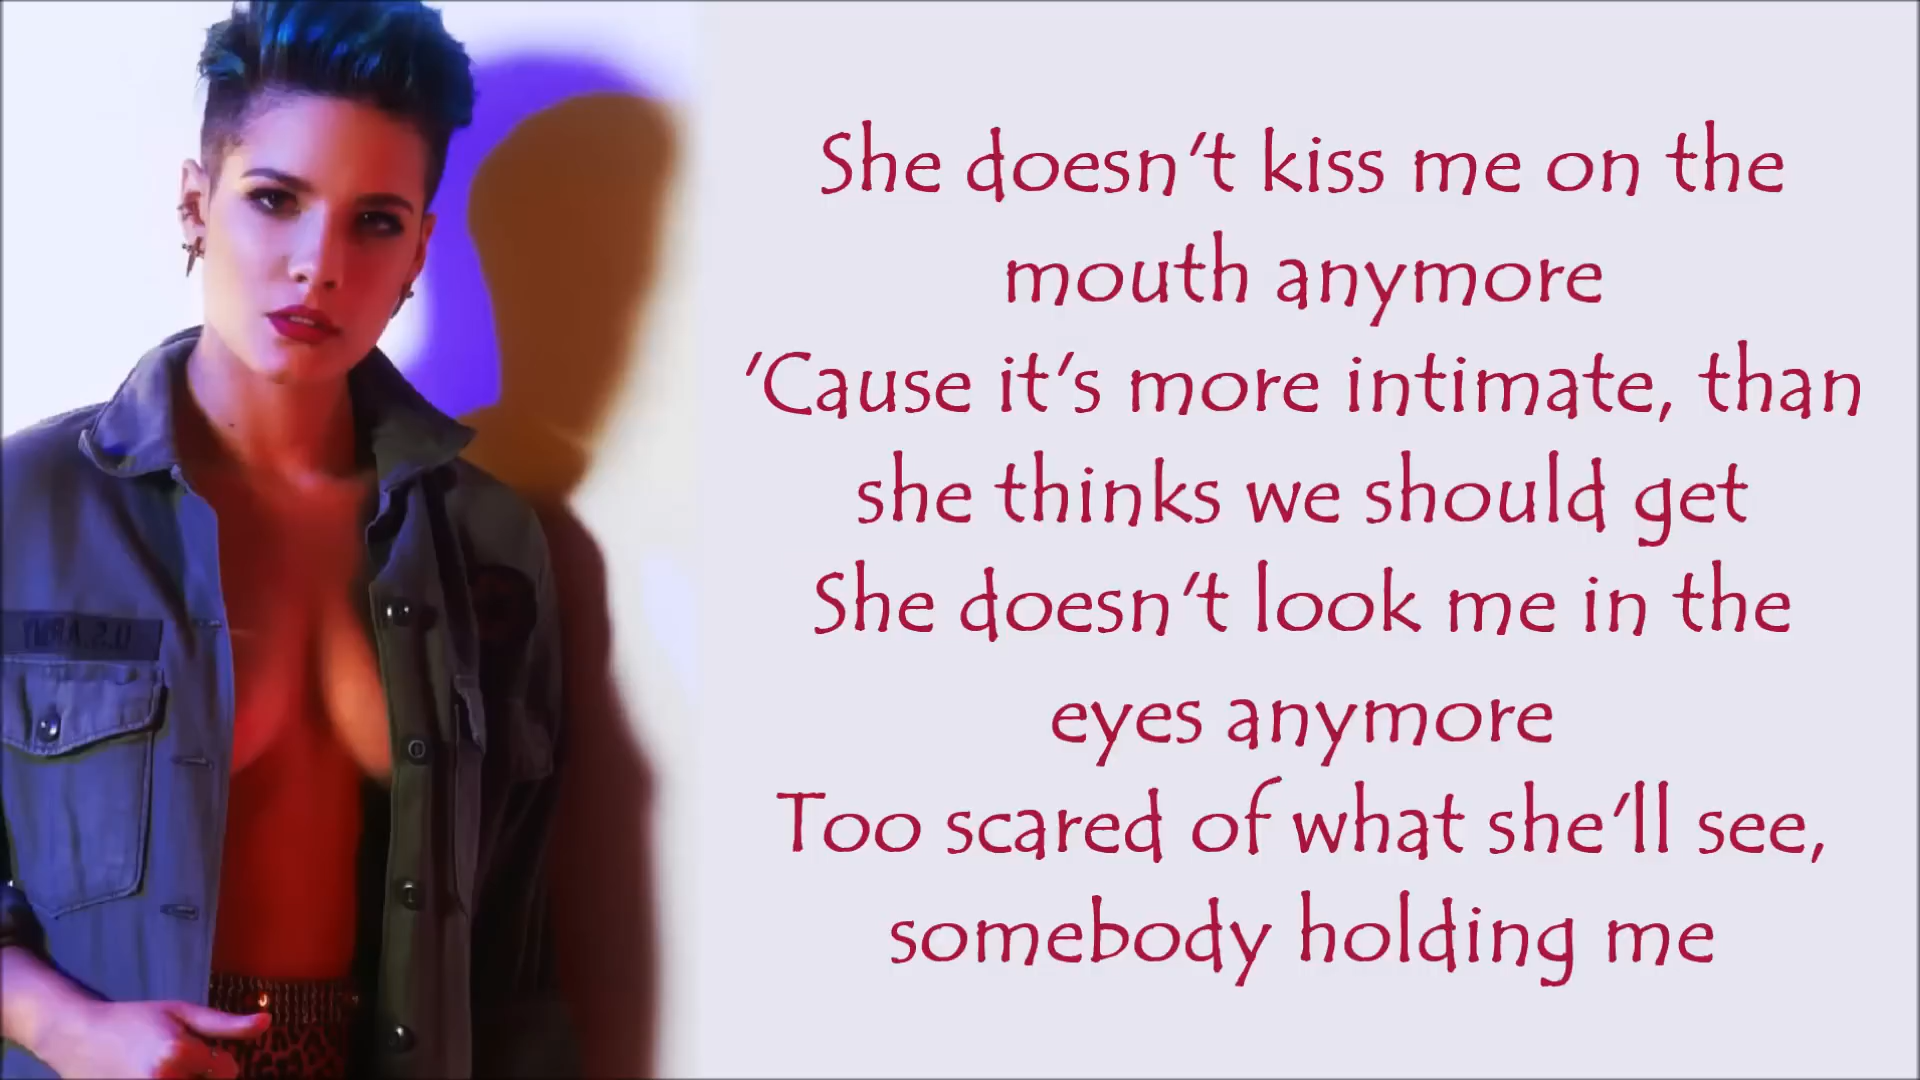 She doesn't kiss me on the
mouth anymore
'Cause it's more intimate, than
she thinks we should get
She doesn't look me in the
eyes anymore
Too scared of what she'll see,
somebody holding me
U.S. ARMY